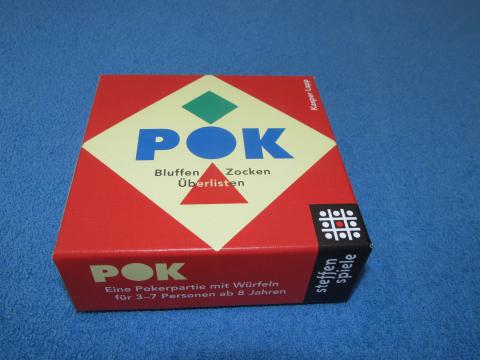 Kasper Lapp
POK
Bluffen Zocken
Überlisten
POK
Eine Pokerpartie mit Würfeln
für 3–7 Personen ab 8 Jahren
steffen
spiele